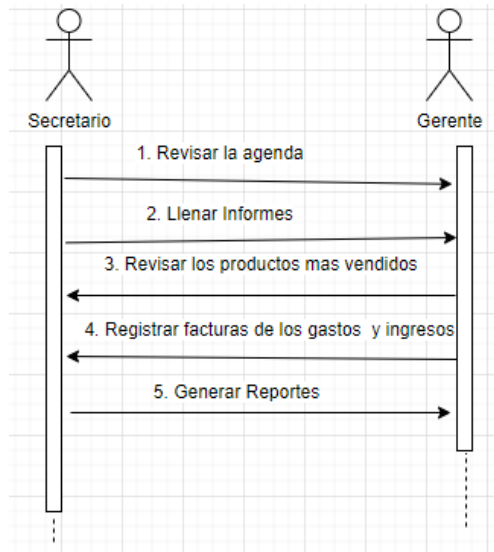 Secretario
Gerente
1. Revisar la agenda
2. Llenar Informes
3. Revisar los productos mas vendidos
4. Registrar facturas de los gastos y ingresos
5. Generar Reportes